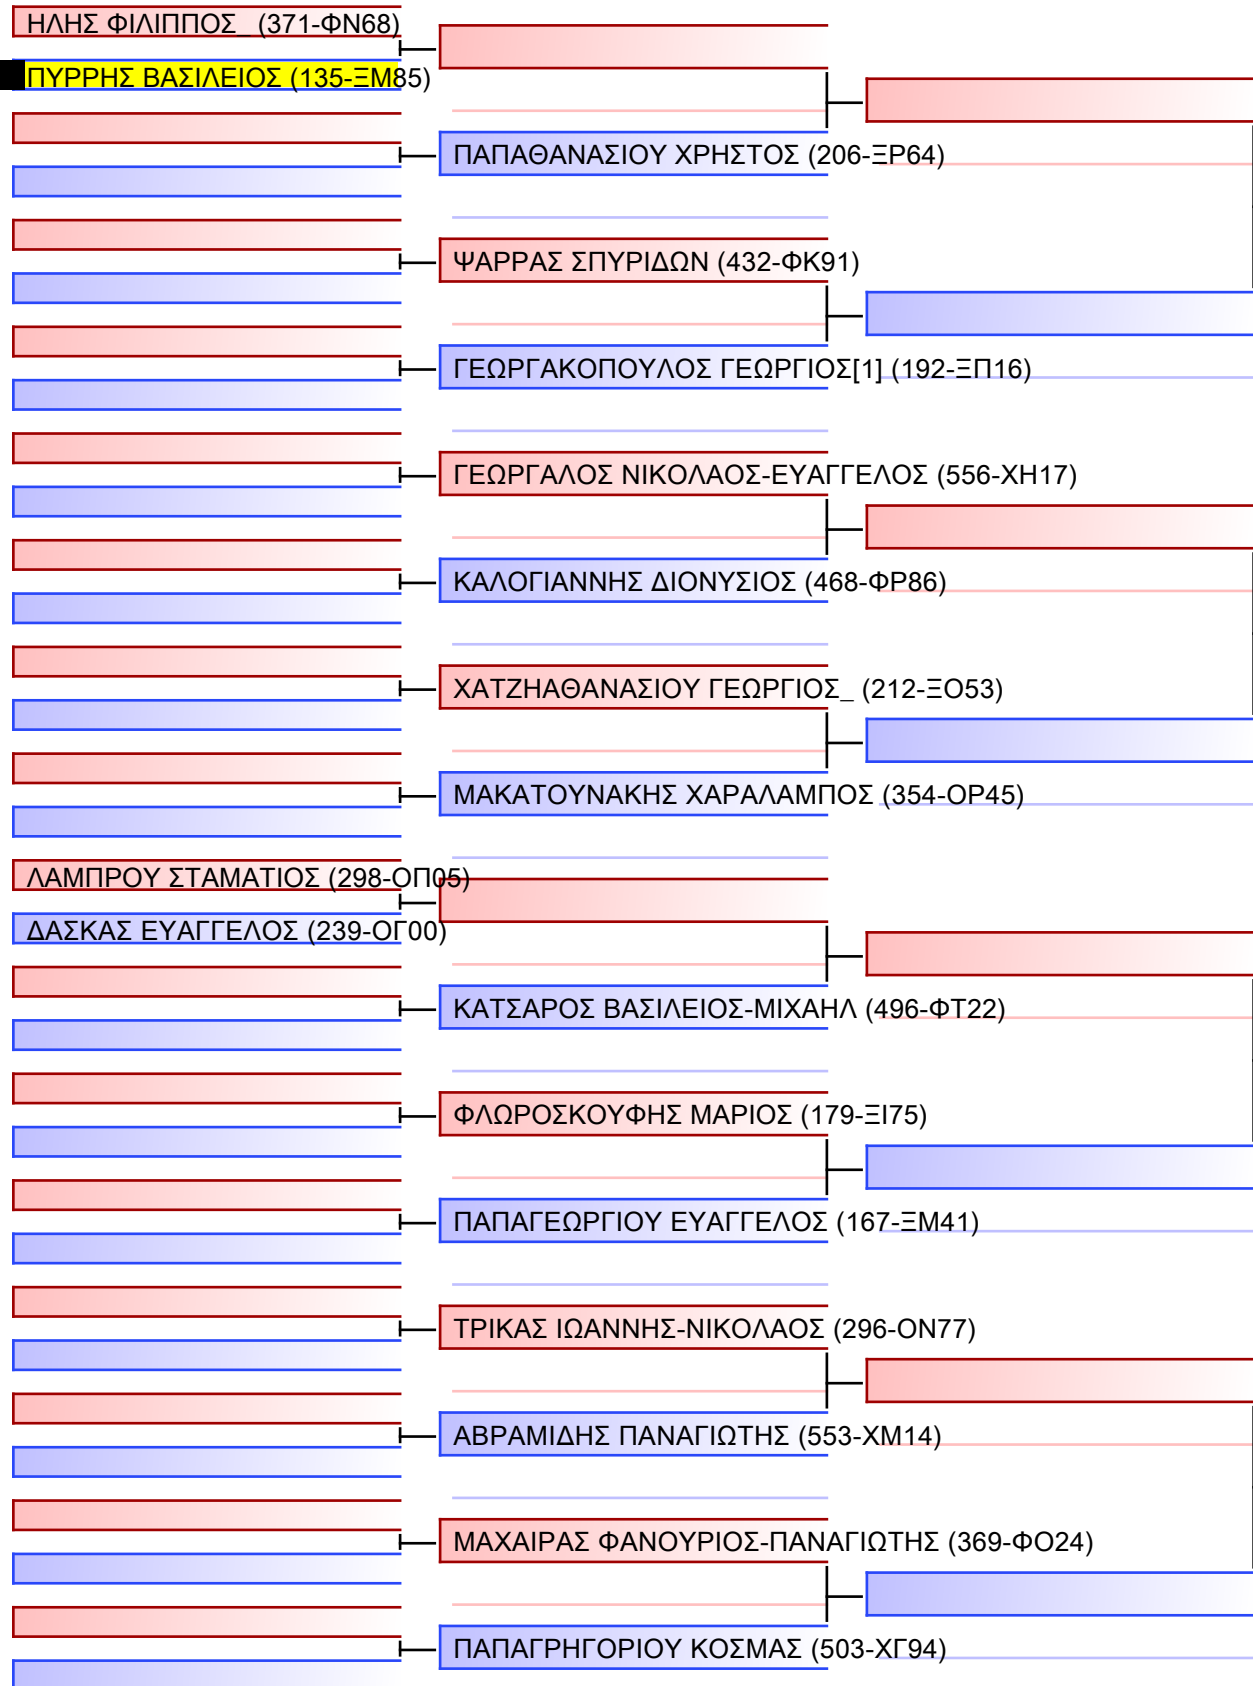 ΗΛΗΣ ΦΙΛΙΠΠΟΣ_ (371-ΦΝ68)
ΠΥΡΡΗΣ ΒΑΣΙΛΕΙΟΣ (135-ΞΜ85)
ΠΑΠΑΘΑΝΑΣΙΟΥ ΧΡΗΣΤΟΣ (206-ΞΡ64)
ΨΑΡΡΑΣ ΣΠΥΡΙΔΩΝ (432-ΦΚ91)
ΓΕΩΡΓΑΚΟΠΟΥΛΟΣ ΓΕΩΡΓΙΟΣ[1] (192-ΞΠ16)
ΓΕΩΡΓΑΛΟΣ ΝΙΚΟΛΑΟΣ-ΕΥΑΓΓΕΛΟΣ (556-ΧΗ17)
ΚΑΛΟΓΙΑΝΝΗΣ ΔΙΟΝΥΣΙΟΣ (468-ΦΡ86)
ΧΑΤΖΗΑΘΑΝΑΣΙΟΥ ΓΕΩΡΓΙΟΣ_ (212-ΞΟ53)
ΜΑΚΑΤΟΥΝΑΚΗΣ ΧΑΡΑΛΑΜΠΟΣ (354-ΟΡ45)
ΛΑΜΠΡΟΥ ΣΤΑΜΑΤΙΟΣ (298-ΟΠ05)
ΔΑΣΚΑΣ ΕΥΑΓΓΕΛΟΣ (239-ΟΓ00)
ΚΑΤΣΑΡΟΣ ΒΑΣΙΛΕΙΟΣ-ΜΙΧΑΗΛ (496-ΦΤ22)
ΦΛΩΡΟΣΚΟΥΦΗΣ ΜΑΡΙΟΣ (179-ΞΙ75)
ΠΑΠΑΓΕΩΡΓΙΟΥ ΕΥΑΓΓΕΛΟΣ (167-ΞΜ41)
ΤΡΙΚΑΣ ΙΩΑΝΝΗΣ-ΝΙΚΟΛΑΟΣ (296-ΟΝ77)
ΑΒΡΑΜΙΔΗΣ ΠΑΝΑΓΙΩΤΗΣ (553-ΧΜ14)
ΜΑΧΑΙΡΑΣ ΦΑΝΟΥΡΙΟΣ-ΠΑΝΑΓΙΩΤΗΣ (369-ΦΟ24)
ΠΑΠΑΓΡΗΓΟΡΙΟΥ ΚΟΣΜΑΣ (503-ΧΓ94)